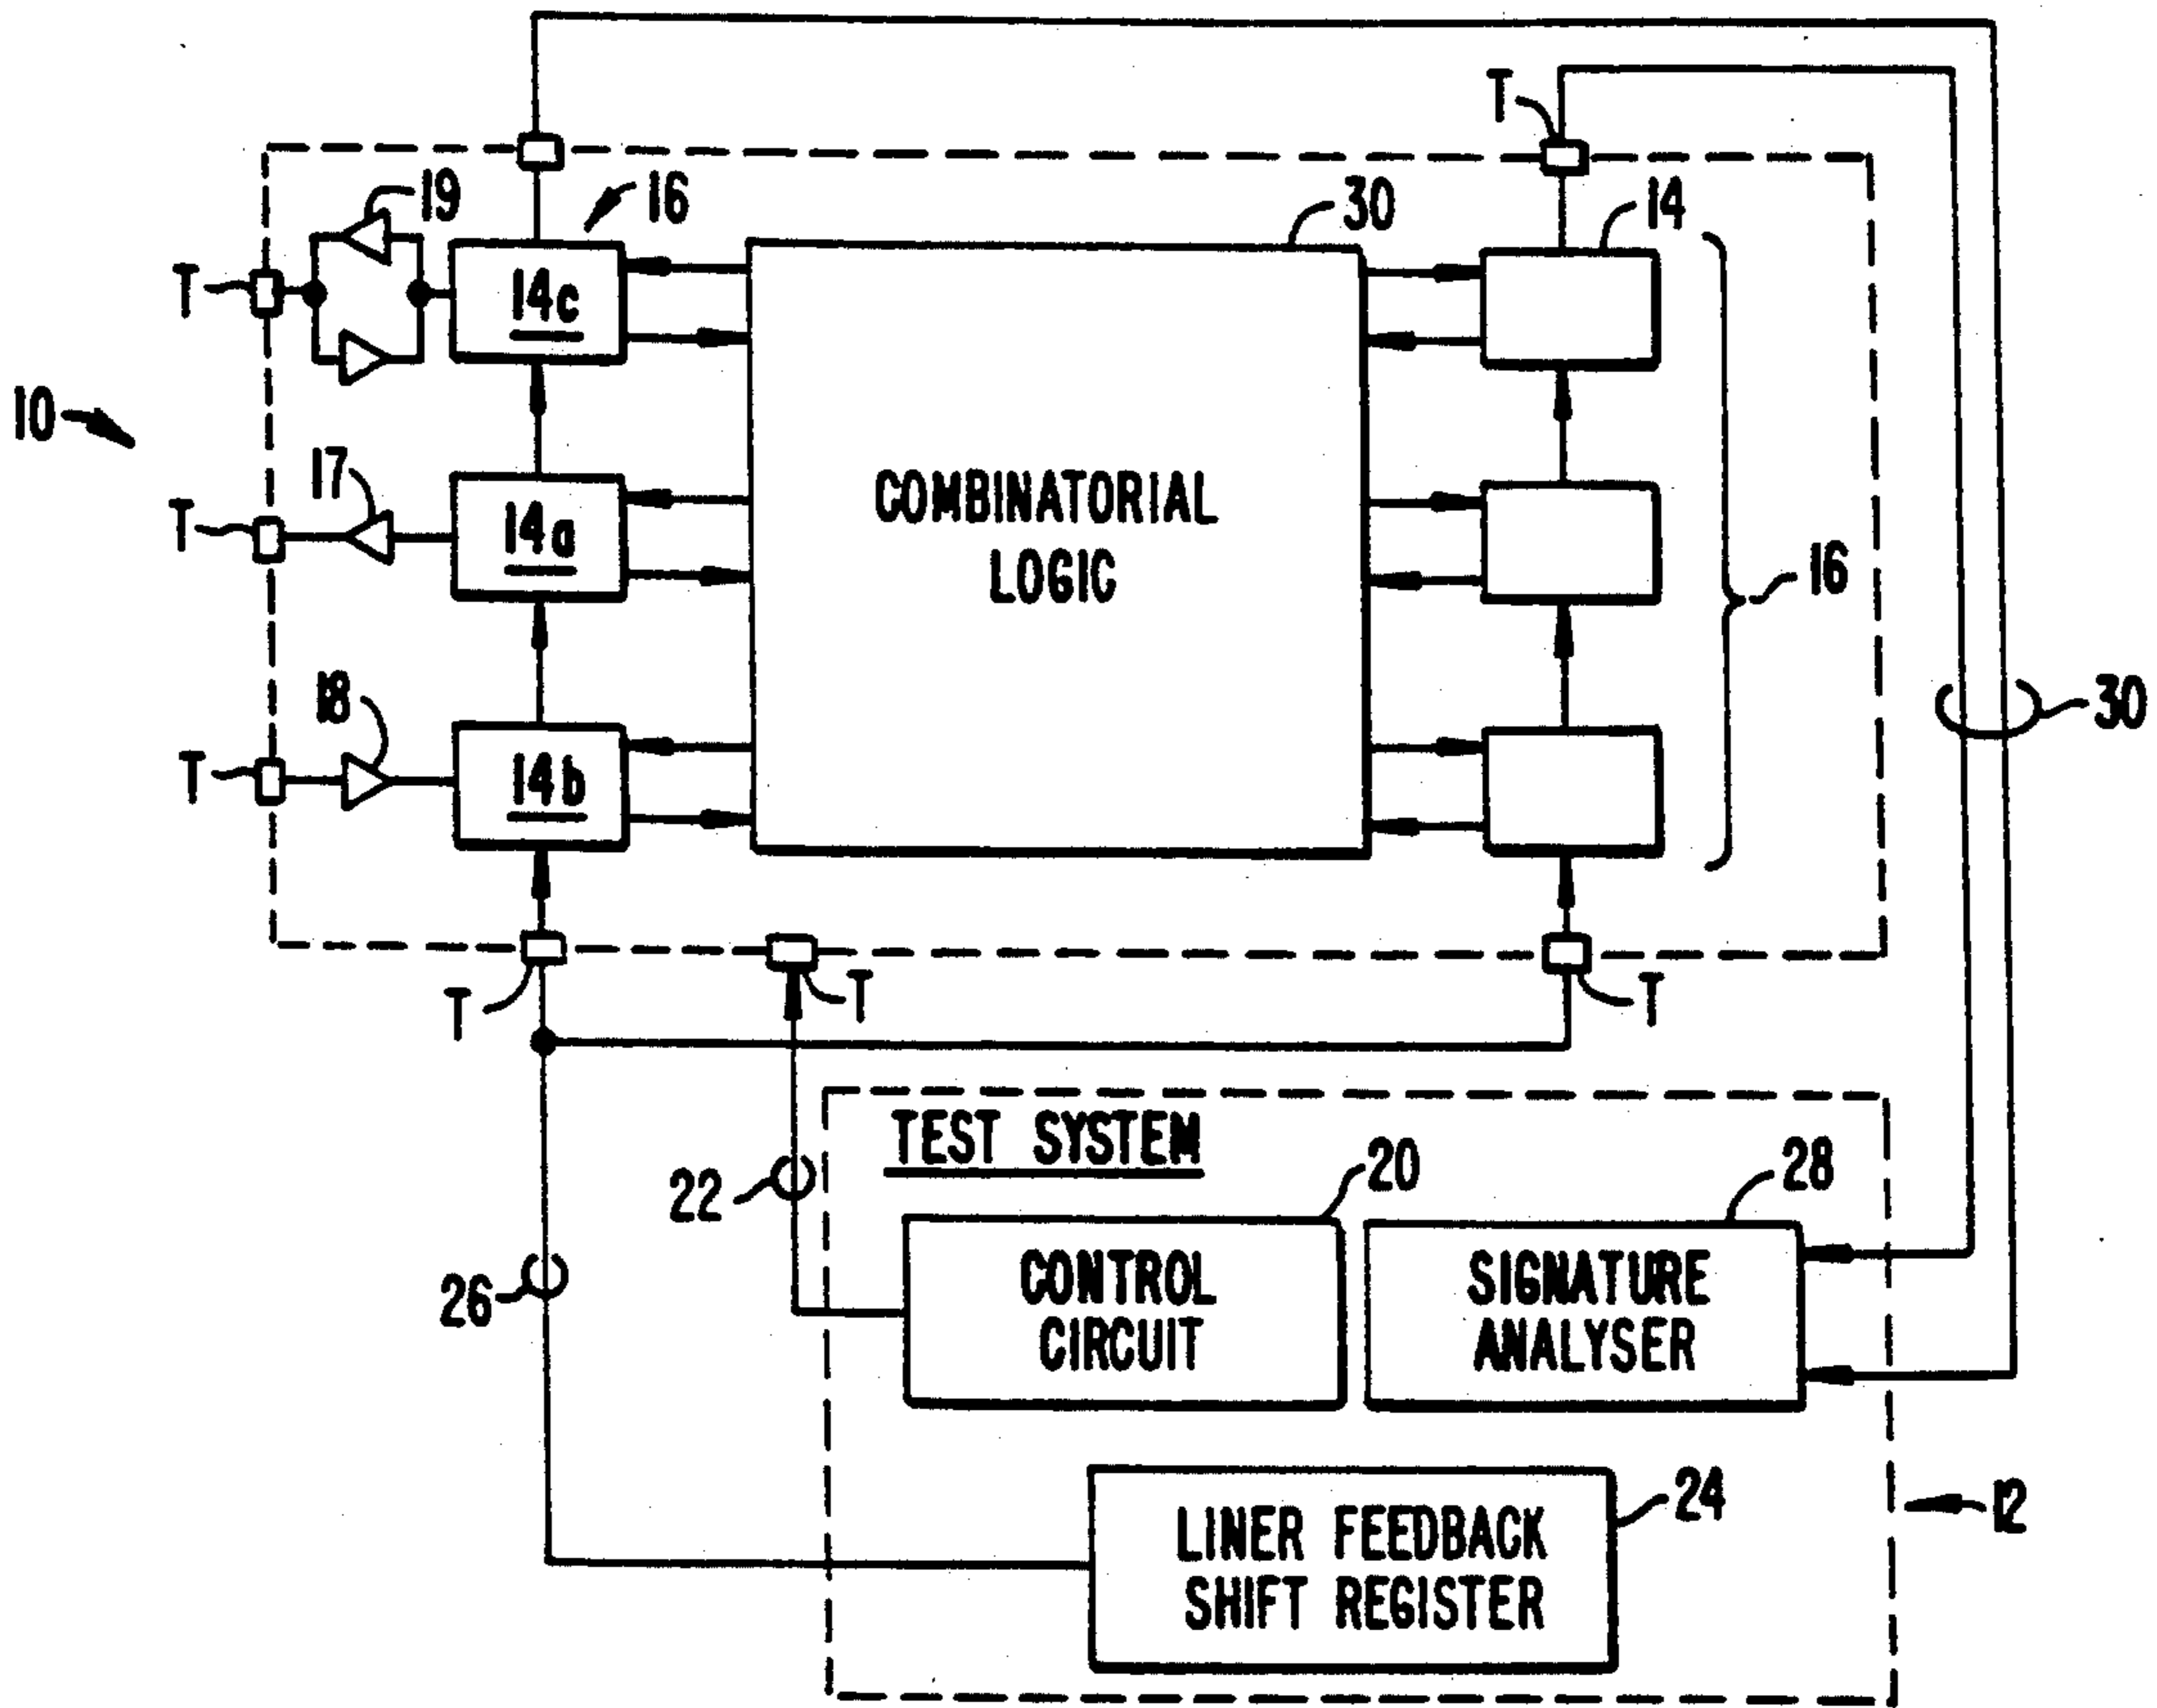 T
19
16
30
14
T
14c
10
17
T
14a
COMBINATORIAL
LOGIC
16
18
T
14b
30
T
T
T
TEST SYSTEM
22
20
28
26
CONTROL
CIRCUIT
SIGNATURE
ANALYSER
24
12
LINER FEEDBACK
SHIFT REGISTER